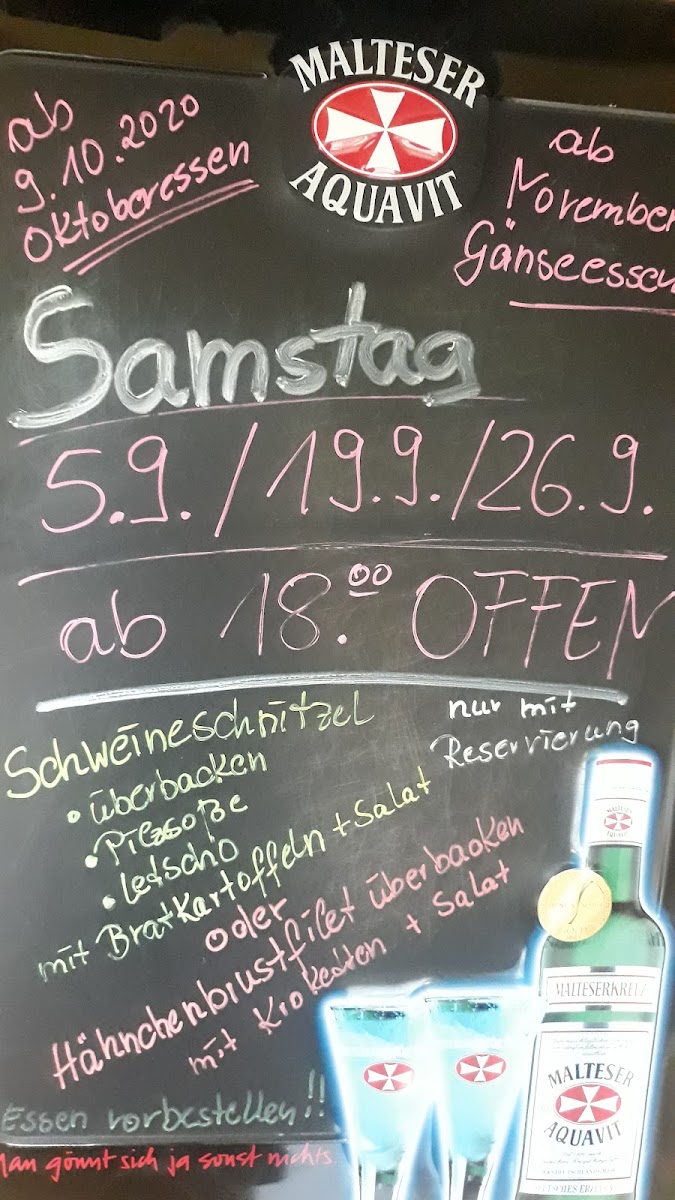 MALTESER
AQUAVIT
ab
9.10.2020
Oktoberessen
ab
November
Gänseessen
Samstag
5.9./19.9./26.9.
ab 18.00 OFFEN
nur mit
Reservierung
Schweineschnitzel
• überbacken
• Pilzsoße
• Letscho
mit Bratkartoffeln + Salat
oder
Hähnchenbrustfilet überbacken
mit Kroketten + Salat
Essen vorbestellen!!
Man gönnt sich ja sonst nichts.
MALTESER
AQUAVIT
MALTESERKREUZ
MALTESER
AQUAVIT